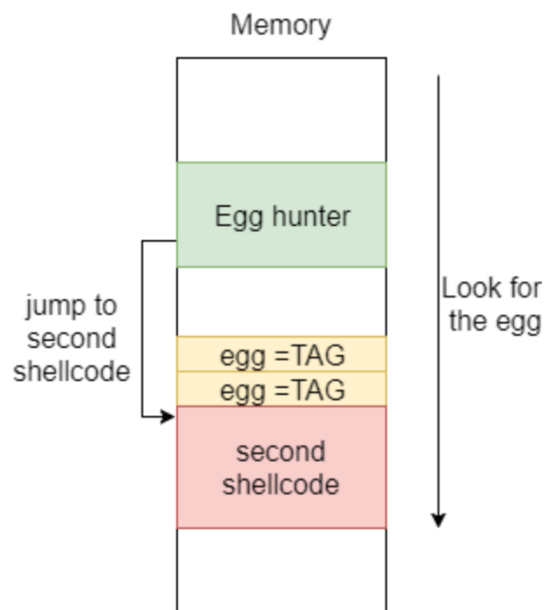 Memory
Egg hunter
jump to
second
shellcode
Look for
the egg
egg =TAG
egg =TAG
second
shellcode